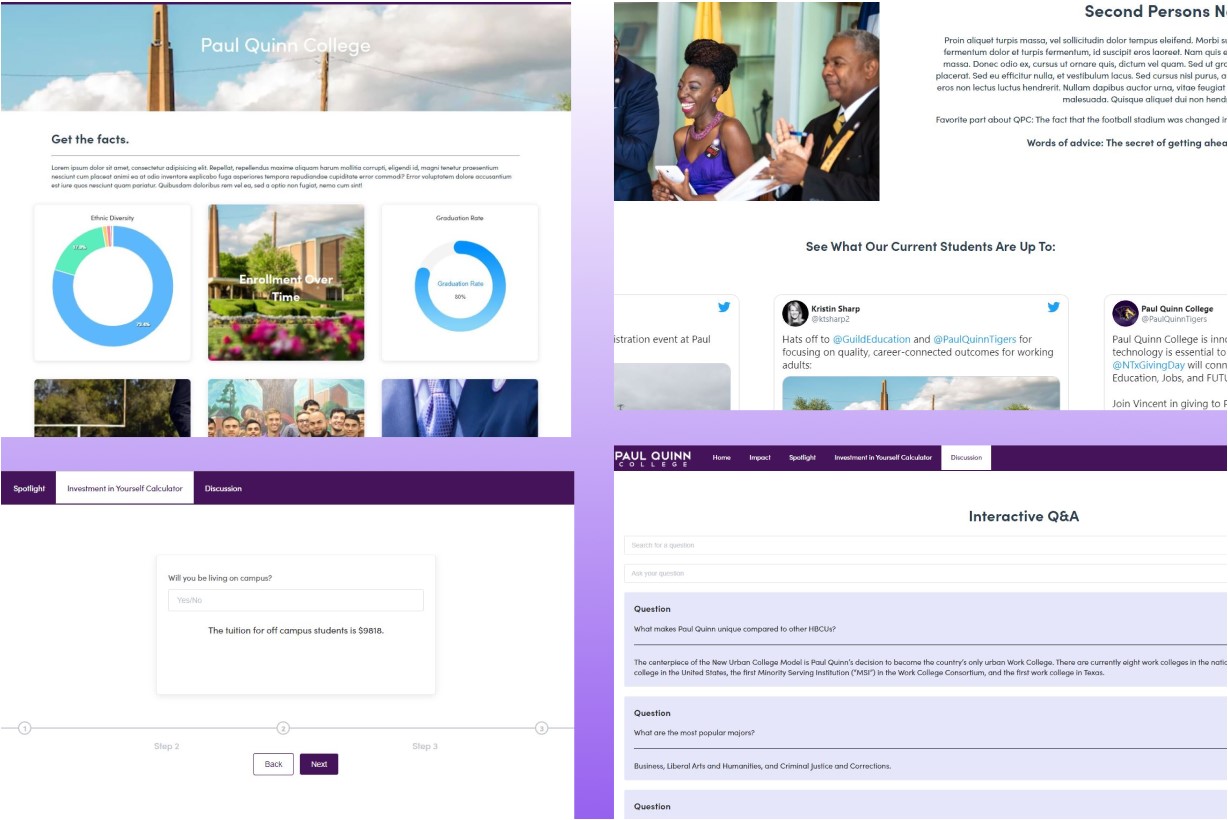 Paul Quinn College
Get the facts.
Lorem ipsum dolor sit amet, consectetur adipisicing elit. Repellat, repellendus maxime aliquam harum mollitia corrupti, eligendi id, magni tenetur praesentium
nesciunt cum placeat animi ea at odio inventore explicabo fuga asperiores tempora repudiandae cupiditate error commodi? Error voluptatem dolore accusantium
est iure quos nesciunt quam pariatur. Quibusdam doloribus rem vel ea, sed a optio non fugiat, nemo cum sint!
Ethnic Diversity
Enrollment Over
Time
Graduation Rate
Graduation Rate
80%
Second Persons N
Proin aliquet turpis massa, vel sollicitudin dolor tempus eleifend. Morbi su
fermentum dolor et turpis fermentum, id suscipit eros laoreet. Nam quis e
massa. Donec odio ex, cursus ut ornare quis, dictum vel quam. Sed ut gra
placerat. Sed eu efficitur nulla, et vestibulum lacus. Sed cursus nisl purus, a
eros non lectus luctus hendrerit. Nullam dapibus auctor urna, vitae feugiat
malesuada. Quisque aliquet dui non hendr
Favorite part about QPC: The fact that the football stadium was changed in
Words of advice: The secret of getting ahea
See What Our Current Students Are Up To:
istration event at Paul
Kristin Sharp
@ktsharp2
Hats off to @GuildEducation and @PaulQuinnTigers for
focusing on quality, career-connected outcomes for working
adults:
Paul Quinn College
@PaulQuinnTigers
Paul Quinn College is inno
technology is essential to
@NTxGivingDay will conn
Education, Jobs, and FUTU
Join Vincent in giving to P
Spotlight Investment in Yourself Calculator Discussion
Will you be living on campus?
Yes/No
The tuition for off campus students is $9818.
1 2 3
Step 2 Step 3
Back Next
PAUL QUINN
COLLEGE
Home Impact Spotlight Investment in Yourself Calculator Discussion
Interactive Q&A
Search for a question
Ask your question
Question
What makes Paul Quinn unique compared to other HBCUs?
The centerpiece of the New Urban College Model is Paul Quinn's decision to become the country's only urban Work College. There are currently eight work colleges in the natio
college in the United States, the first Minority Serving Institution ("MSI") in the Work College Consortium, and the first work college in Texas.
Question
What are the most popular majors?
Business, Liberal Arts and Humanities, and Criminal Justice and Corrections.
Question